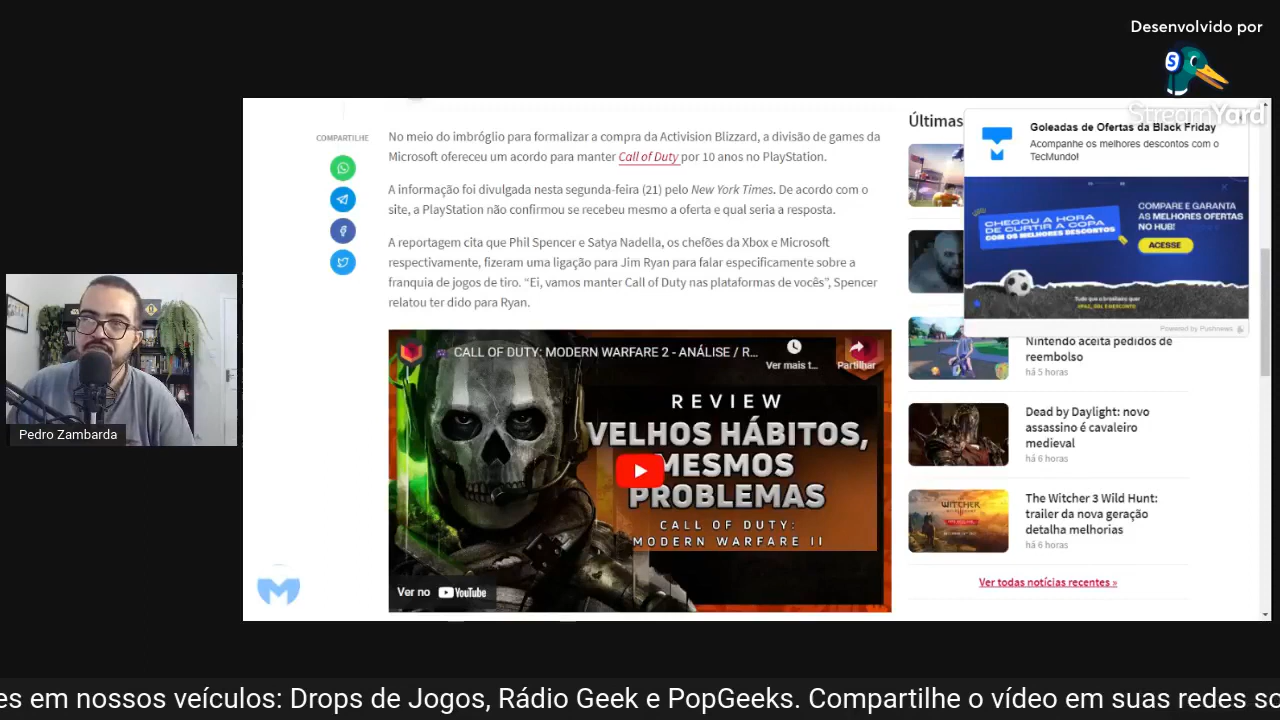 Desenvolvido por
StreamYard
COMPARTILHE
No meio do imbróglio para formalizar a compra da Activision Blizzard, a divisão de games da
Microsoft ofereceu um acordo para manter Call of Duty por 10 anos no PlayStation.
A informação foi divulgada nesta segunda-feira (21) pelo New York Times. De acordo com o
site, a PlayStation não confirmou se recebeu mesmo a oferta e qual seria a resposta.
A reportagem cita que Phil Spencer e Satya Nadella, os chefões da Xbox e Microsoft
respectivamente, fizeram uma ligação para Jim Ryan para falar especificamente sobre a
franquia de jogos de tiro. “Ei, vamos manter Call of Duty nas plataformas de vocês”, Spencer
relatou ter dido para Ryan.
CALL OF DUTY: MODERN WARFARE 2 - ANÁLISE / R...
Ver mais t...
Partilhar
REVIEW
VELHOS HÁBITOS,
MESMOS
PROBLEMAS
CALL OF DUTY:
MODERN WARFARE II
Ver no YouTube
Últimas
Goleadas de Ofertas da Black Friday
Acompanhe os melhores descontos com o
TecMundo!
CHEGOU A HORA
DE CURTIR A COPA
COM OS MELHORES DESCONTOS
COMPARE E GARANTA
AS MELHORES OFERTAS
NO HUB!
ACESSE
Tudo que o brasileiro quer
Powered by Pushnews
Nintendo aceita pedidos de
reembolso
há 5 horas
Dead by Daylight: novo
assassino é cavaleiro
medieval
há 6 horas
WITCHER
The Witcher 3 Wild Hunt:
trailer da nova geração
detalha melhorias
há 6 horas
Ver todas notícias recentes »
Pedro Zambarda
es em nossos veículos: Drops de Jogos, Rádio Geek e PopGeeks. Compartilhe o vídeo em suas redes so